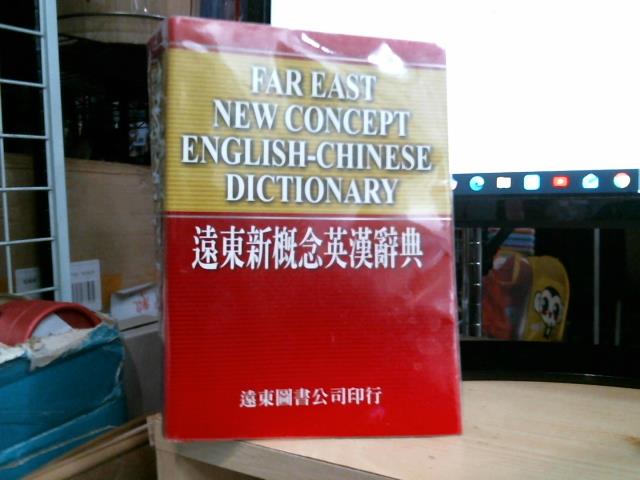 FAR EAST
NEW CONCEPT
ENGLISH-CHINESE
DICTIONARY
遠東新概念英漢辭典
遠東圖書公司印行